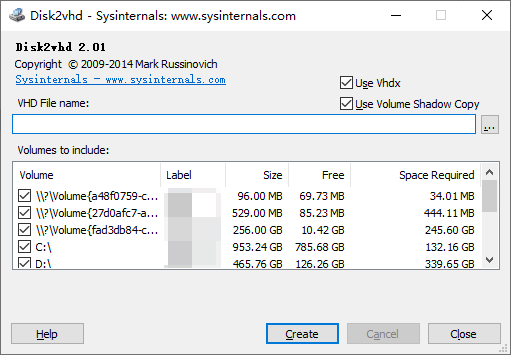 Disk2vhd - Sysinternals: www.sysinternals.com
Disk2vhd 2.01
Copyright © 2009-2014 Mark Russinovich
Sysinternals - www.sysinternals.com
Use Vhdx
VHD File name:
Use Volume Shadow Copy
...
Volumes to include:
Volume Label Size Free Space Required
\\?\Volume{a48f0759-c... 96.00 MB 69.73 MB 34.01 MB
\\?\Volume{27d0afc7-a... 529.00 MB 85.23 MB 444.11 MB
\\?\Volume{fad3db84-c... 256.00 GB 10.42 GB 245.60 GB
C:\ 953.24 GB 785.68 GB 132.16 GB
D:\ 465.76 GB 126.26 GB 339.65 GB
Help Create Cancel Close